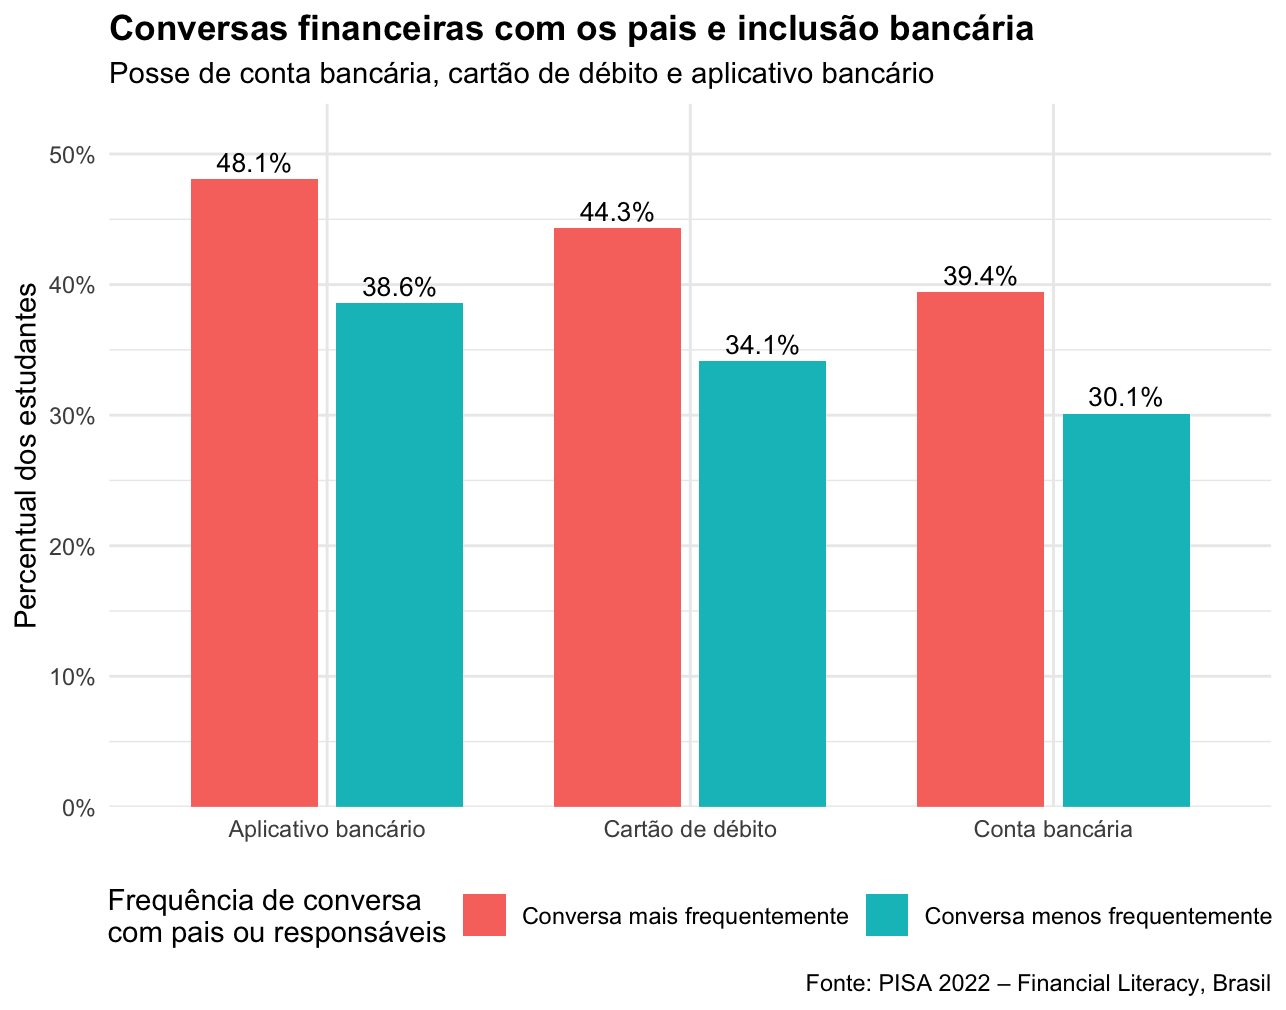 Conversas financeiras com os pais e inclusão bancária
Posse de conta bancária, cartão de débito e aplicativo bancário
Percentual dos estudantes
50%
40%
30%
20%
10%
0%
48.1%
38.6%
44.3%
34.1%
39.4%
30.1%
Aplicativo bancário
Cartão de débito
Conta bancária
Frequência de conversa
com pais ou responsáveis
Conversa mais frequentemente
Conversa menos frequentemente
Fonte: PISA 2022 – Financial Literacy, Brasil